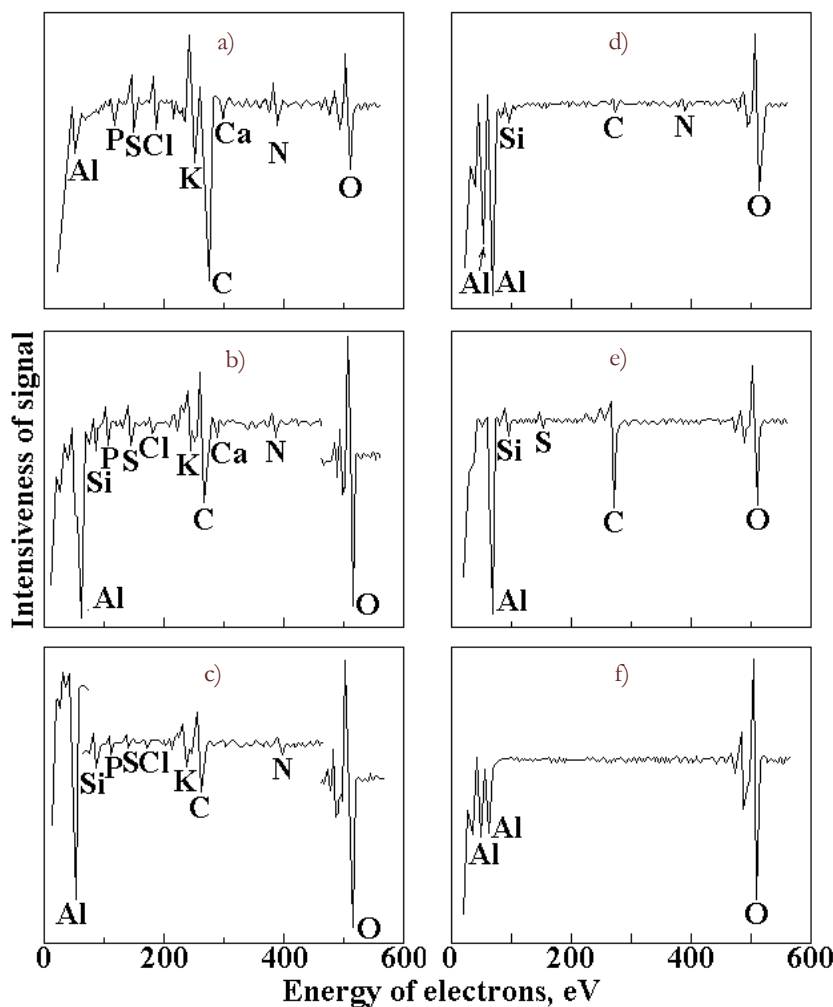 Intensiveness of signal
a)
Al
P
S
Cl
K
C
Ca
N
O
b)
Al
Si
P
S
Cl
K
C
Ca
N
O
c)
Al
Si
P
S
Cl
K
C
N
O
0 200 400 600
d)
Al
Al
Si
C
N
O
e)
Al
Si
S
C
O
f)
Al
Al
O
0 200 400 600
Energy of electrons, eV